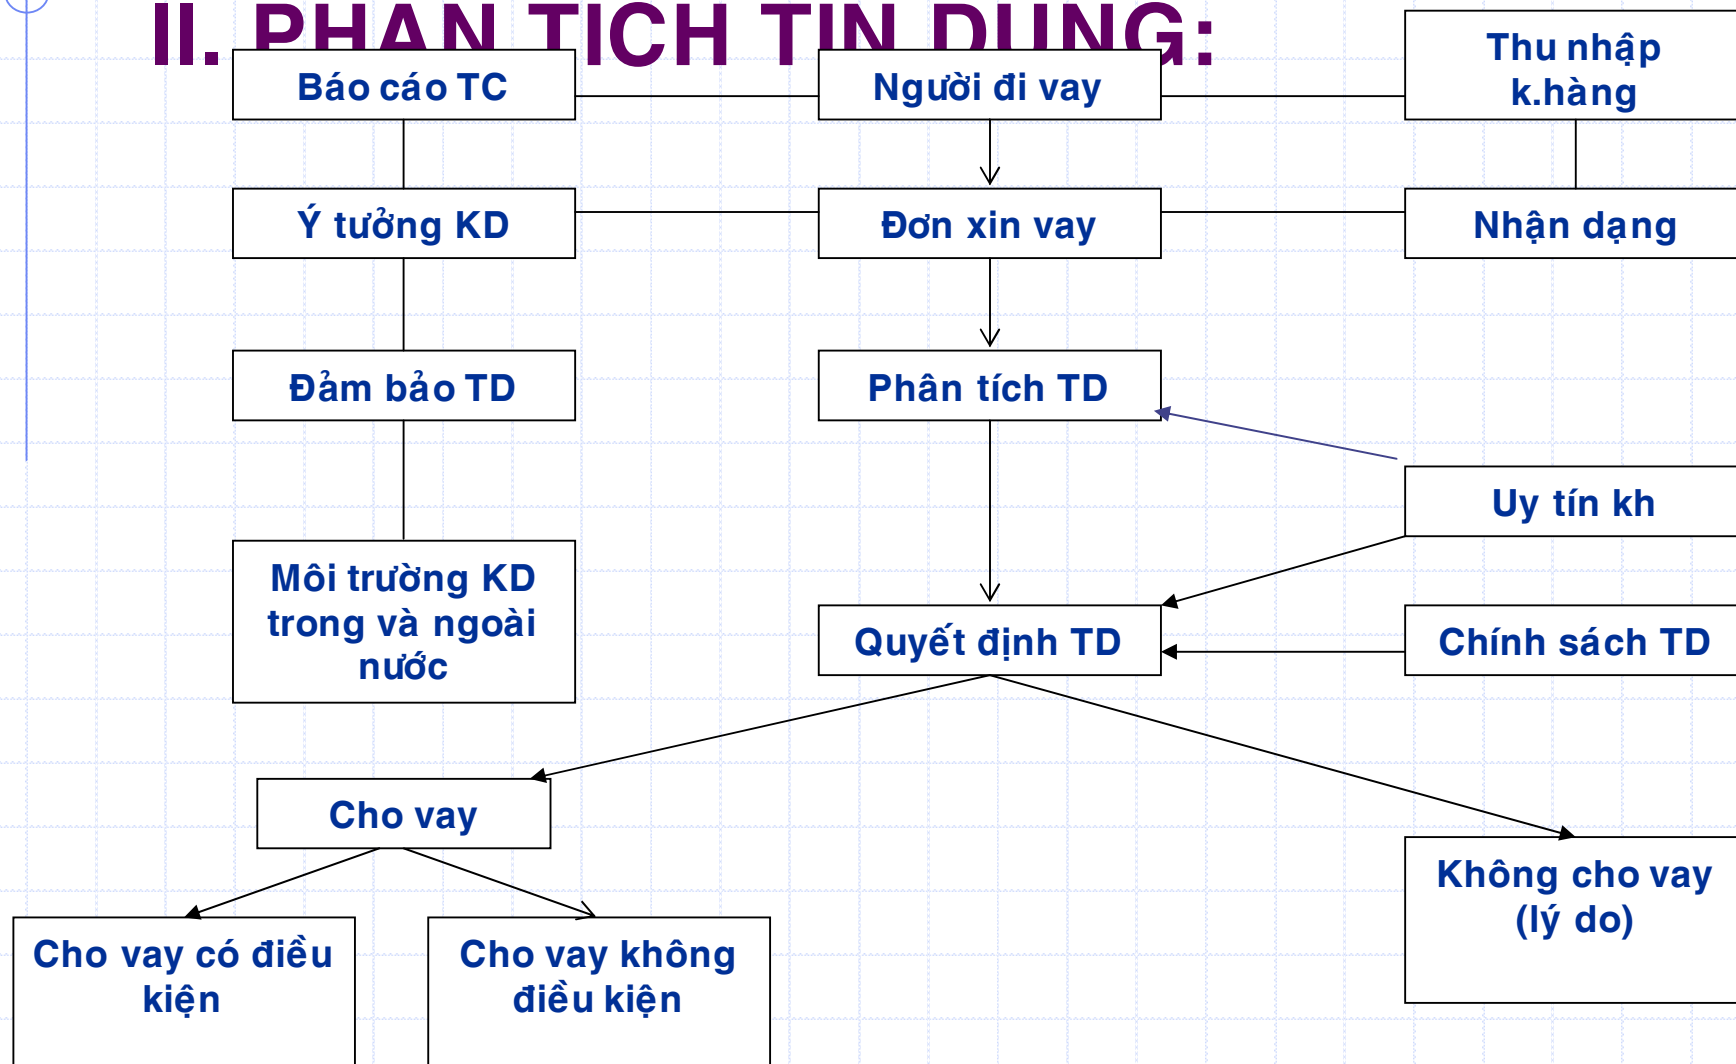 II. PHÂN TÍCH TÍN DỤNG:
Báo cáo TC
Người đi vay
Thu nhập
k.hàng
Ý tưởng KD
Đơn xin vay
Nhận dạng
Đảm bảo TD
Phân tích TD
Uy tín kh
Môi trường KD
trong và ngoài
nước
Quyết định TD
Chính sách TD
Cho vay
Không cho vay
(lý do)
Cho vay có điều
kiện
Cho vay không
điều kiện